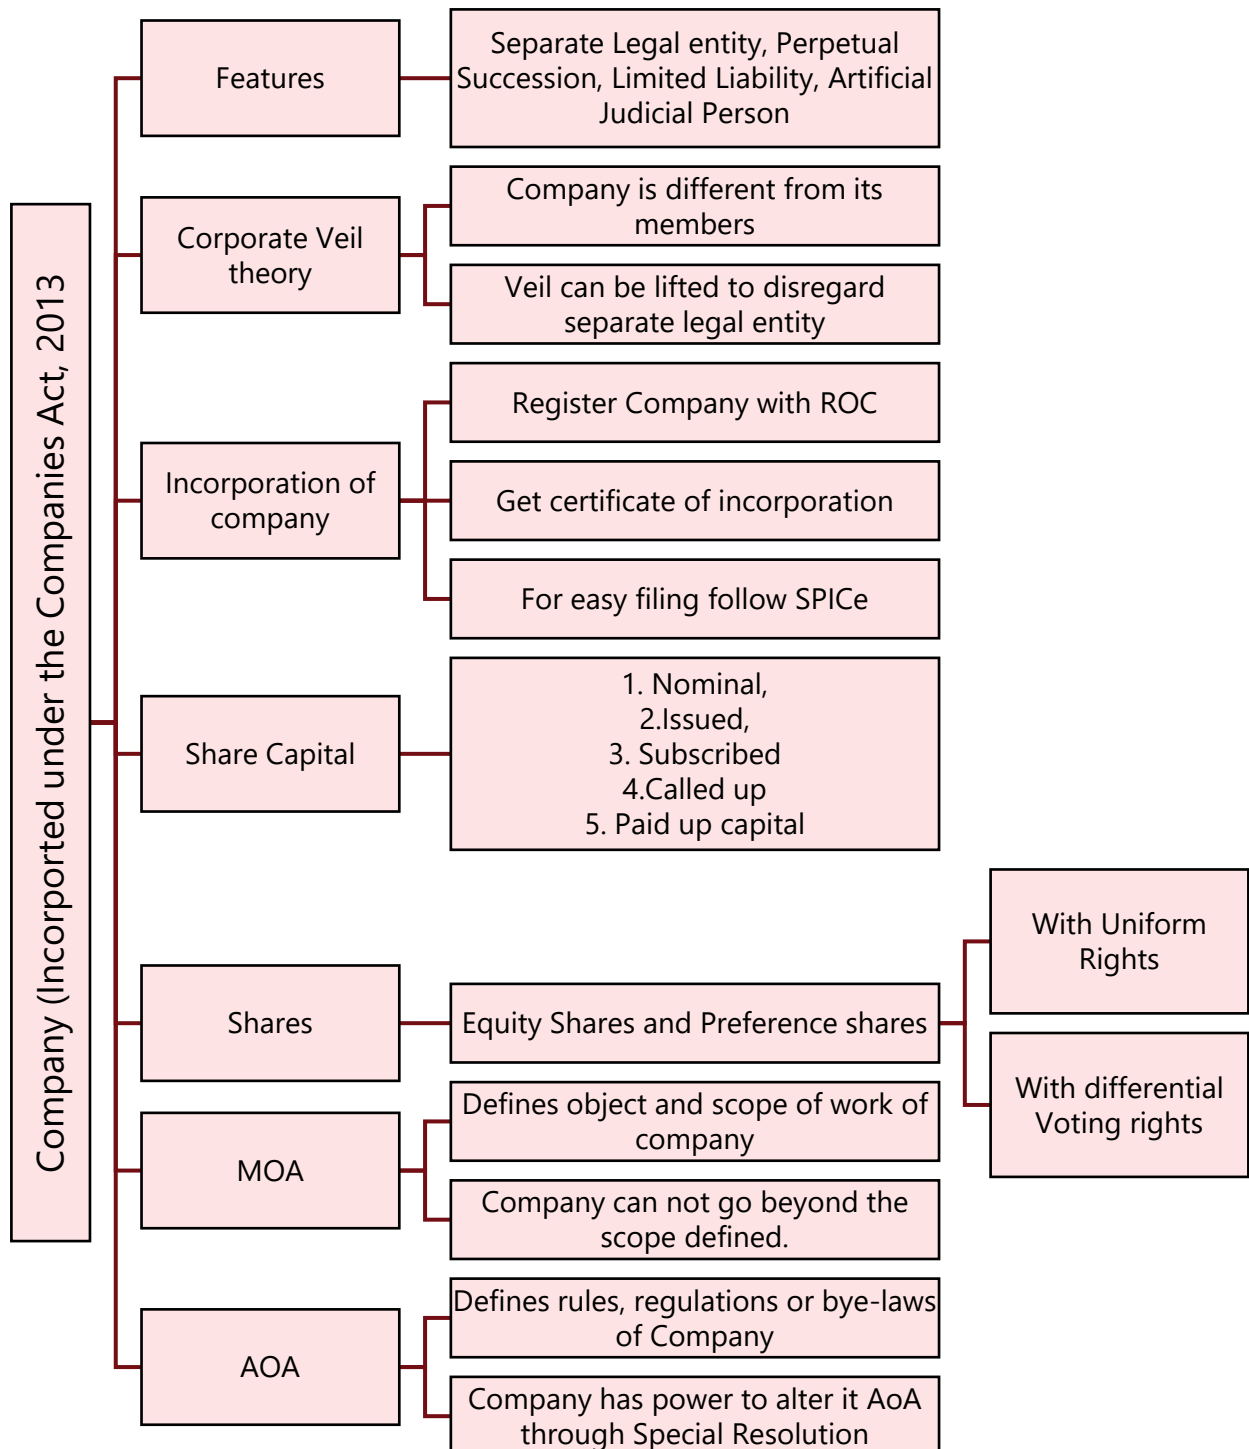 Company (Incorported under the Companies Act, 2013
Features
Separate Legal entity, Perpetual
Succession, Limited Liability, Artificial
Judicial Person
Corporate Veil
theory
Company is different from its
members
Veil can be lifted to disregard
separate legal entity
Incorporation of
company
Register Company with ROC
Get certificate of incorporation
For easy filing follow SPICe
Share Capital
1. Nominal,
2.Issued,
3. Subscribed
4.Called up
5. Paid up capital
Shares
Equity Shares and Preference shares
With Uniform
Rights
With differential
Voting rights
MOA
Defines object and scope of work of
company
Company can not go beyond the
scope defined.
AOA
Defines rules, regulations or bye-laws
of Company
Company has power to alter it AoA
through Special Resolution